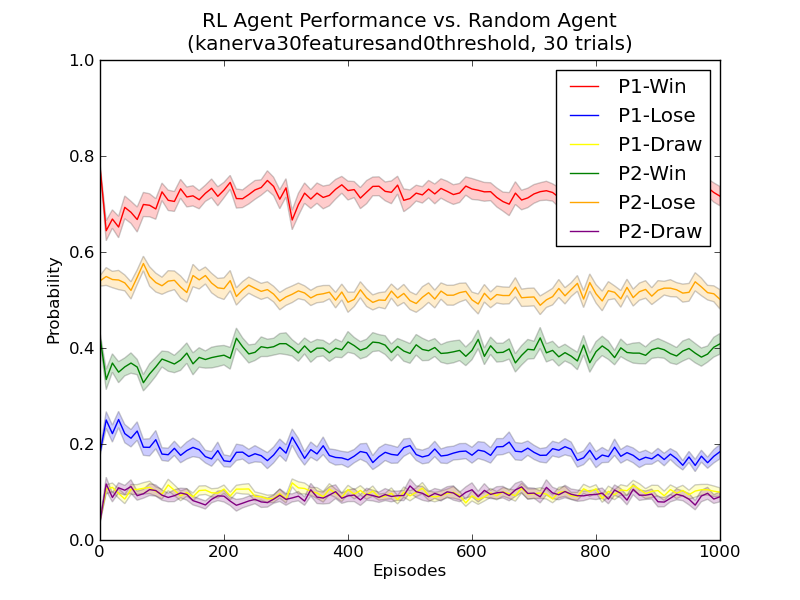 RL Agent Performance vs. Random Agent
(kanerva30featuresand0threshold, 30 trials)
1.0
0.8
0.6
0.4
0.2
0.0
Probability
P1-Win
P1-Lose
P1-Draw
P2-Win
P2-Lose
P2-Draw
0 200 400 600 800 1000
Episodes